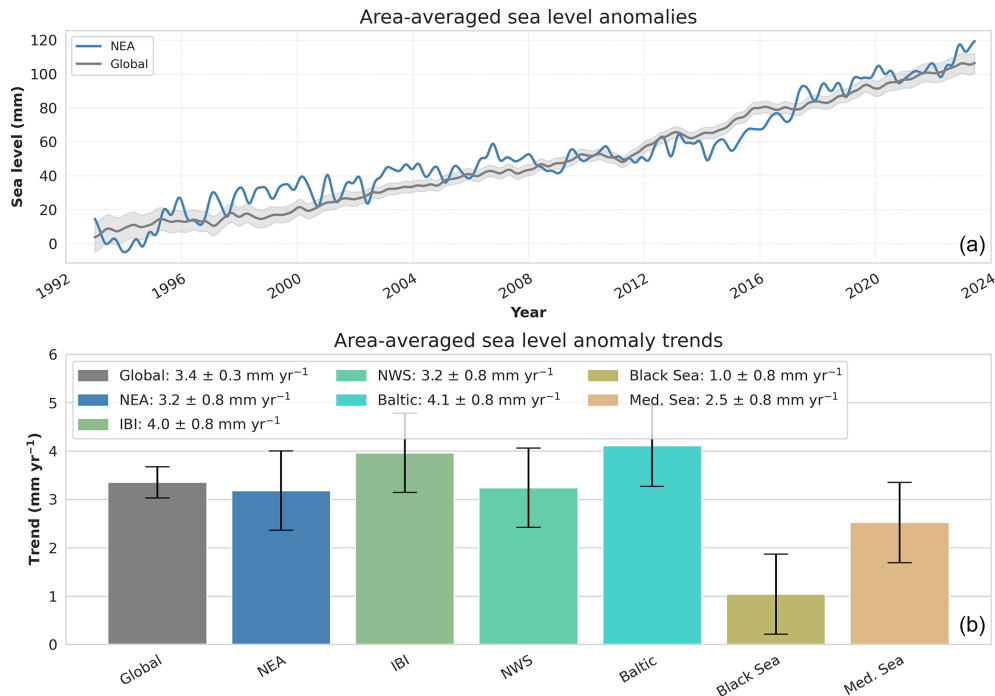 Area-averaged sea level anomalies
Sea level (mm)
120
100
80
60
40
20
0
NEA
Global
(a)
1992 1996 2000 2004 2008 2012 2016 2020 2024
Year
Area-averaged sea level anomaly trends
Trend (mm yr⁻¹)
6
5
4
3
2
1
0
Global: 3.4 ± 0.3 mm yr⁻¹
NEA: 3.2 ± 0.8 mm yr⁻¹
IBI: 4.0 ± 0.8 mm yr⁻¹
NWS: 3.2 ± 0.8 mm yr⁻¹
Baltic: 4.1 ± 0.8 mm yr⁻¹
Black Sea: 1.0 ± 0.8 mm yr⁻¹
Med. Sea: 2.5 ± 0.8 mm yr⁻¹
(b)
Global NEA IBI NWS Baltic Black Sea Med. Sea